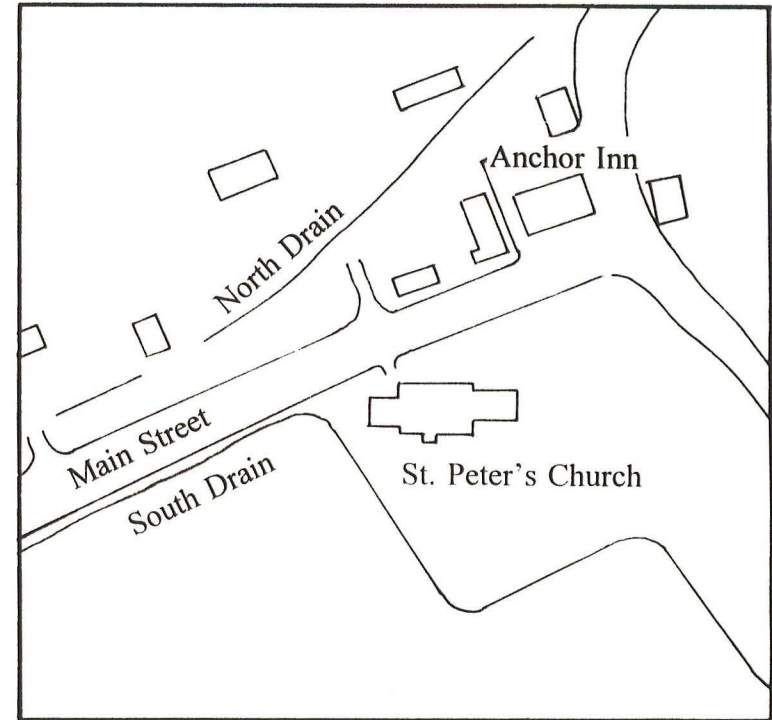 Anchor Inn
North Drain
Main Street
South Drain
St. Peter's Church